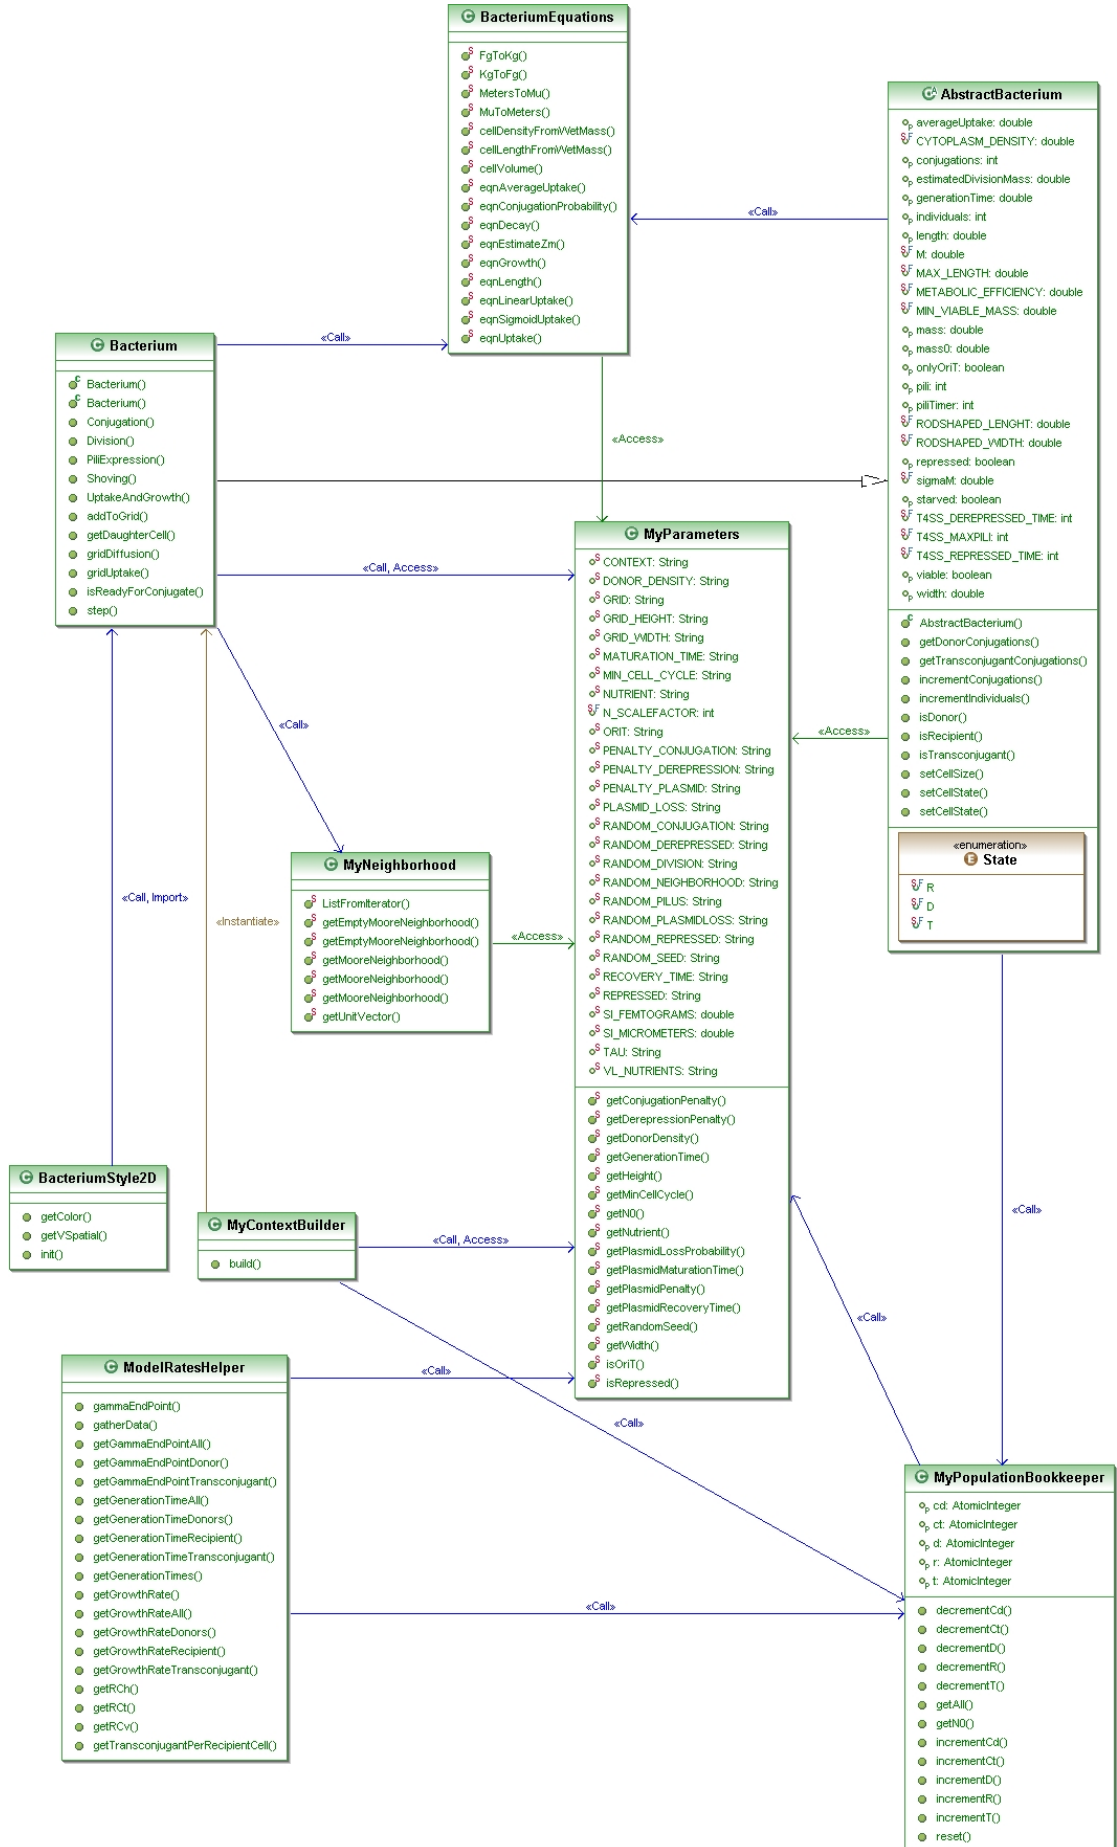 BacteriumEquations
FgToKg()
KgToFg()
MetersToMu()
MuToMeters()
cellDensityFromWetMass()
cellLengthFromWetMass()
cellVolume()
eqnAverageUptake()
eqnConjugationProbability()
eqnDecay()
eqnEstimateZm()
eqnGrowth()
eqnLength()
eqnLinearUptake()
eqnSigmoidUptake()
eqnUptake()
AbstractBacterium
averageUptake: double
CYTOPLASM_DENSITY: double
conjugations: int
estimatedDivisionMass: double
generationTime: double
individuals: int
length: double
M: double
MAX_LENGTH: double
METABOLIC_EFFICIENCY: double
MIN_VIABLE_MASS: double
mass: double
mass0: double
onlyOriT: boolean
pili: int
piliTimer: int
RODSHAPED_LENGHT: double
RODSHAPED_WIDTH: double
repressed: boolean
sigmaM: double
starved: boolean
T4SS_DEREPRESSED_TIME: int
T4SS_MAXPILI: int
T4SS_REPRESSED_TIME: int
viable: boolean
width: double
AbstractBacterium()
getDonorConjugations()
getTransconjugantConjugations()
incrementConjugations()
incrementIndividuals()
isDonor()
isRecipient()
isTransconjugant()
setCellSize()
setCellState()
setCellState()
«enumeration»
State
R
D
T
«Call»
Bacterium
Bacterium()
Bacterium()
Conjugation()
Division()
PiliExpression()
Shoving()
UptakeAndGrowth()
addToGrid()
getDaughterCell()
gridDiffusion()
gridUptake()
isReadyForConjugate()
step()
«Call»
«Access»
«Call, Access»
«Call»
«Access»
MyParameters
CONTEXT: String
DONOR_DENSITY: String
GRID: String
GRID_HEIGHT: String
GRID_WIDTH: String
MATURATION_TIME: String
MIN_CELL_CYCLE: String
NUTRIENT: String
N_SCALEFACTOR: int
ORIT: String
PENALTY_CONJUGATION: String
PENALTY_DEREPRESSION: String
PENALTY_PLASMID: String
PLASMID_LOSS: String
RANDOM_CONJUGATION: String
RANDOM_DEREPRESSED: String
RANDOM_DIVISION: String
RANDOM_NEIGHBORHOOD: String
RANDOM_PILUS: String
RANDOM_PLASMIDLOSS: String
RANDOM_REPRESSED: String
RANDOM_SEED: String
RECOVERY_TIME: String
REPRESSED: String
SI_FEMTOGRAMS: double
SI_MICROMETERS: double
TAU: String
VL_NUTRIENTS: String
getConjugationPenalty()
getDerepressionPenalty()
getDonorDensity()
getGenerationTime()
getHeight()
getMinCellCycle()
getN0()
getNutrient()
getPlasmidLossProbability()
getPlasmidMaturationTime()
getPlasmidPenalty()
getPlasmidRecoveryTime()
getRandomSeed()
getWidth()
isOriT()
isRepressed()
MyNeighborhood
ListFromIterator()
getEmptyMooreNeighborhood()
getEmptyMooreNeighborhood()
getMooreNeighborhood()
getMooreNeighborhood()
getMooreNeighborhood()
getUnitVector()
«Access»
«Call, Import»
«Instantiate»
BacteriumStyle2D
getColor()
getVSpatial()
init()
MyContextBuilder
build()
«Call, Access»
«Call»
«Call»
ModelRatesHelper
gammaEndPoint()
gatherData()
getGammaEndPointAll()
getGammaEndPointDonor()
getGammaEndPointTransconjugant()
getGenerationTimeAll()
getGenerationTimeDonors()
getGenerationTimeRecipient()
getGenerationTimeTransconjugant()
getGenerationTimes()
getGrowthRate()
getGrowthRateAll()
getGrowthRateDonors()
getGrowthRateRecipient()
getGrowthRateTransconjugant()
getRCh()
getRCt()
getRCv()
getTransconjugantPerRecipientCell()
«Call»
«Call»
«Call»
MyPopulationBookkeeper
cd: AtomicInteger
ct: AtomicInteger
d: AtomicInteger
r: AtomicInteger
t: AtomicInteger
decrementCd()
decrementCt()
decrementD()
decrementR()
decrementT()
getAll()
getN0()
incrementCd()
incrementCt()
incrementD()
incrementR()
incrementT()
reset()